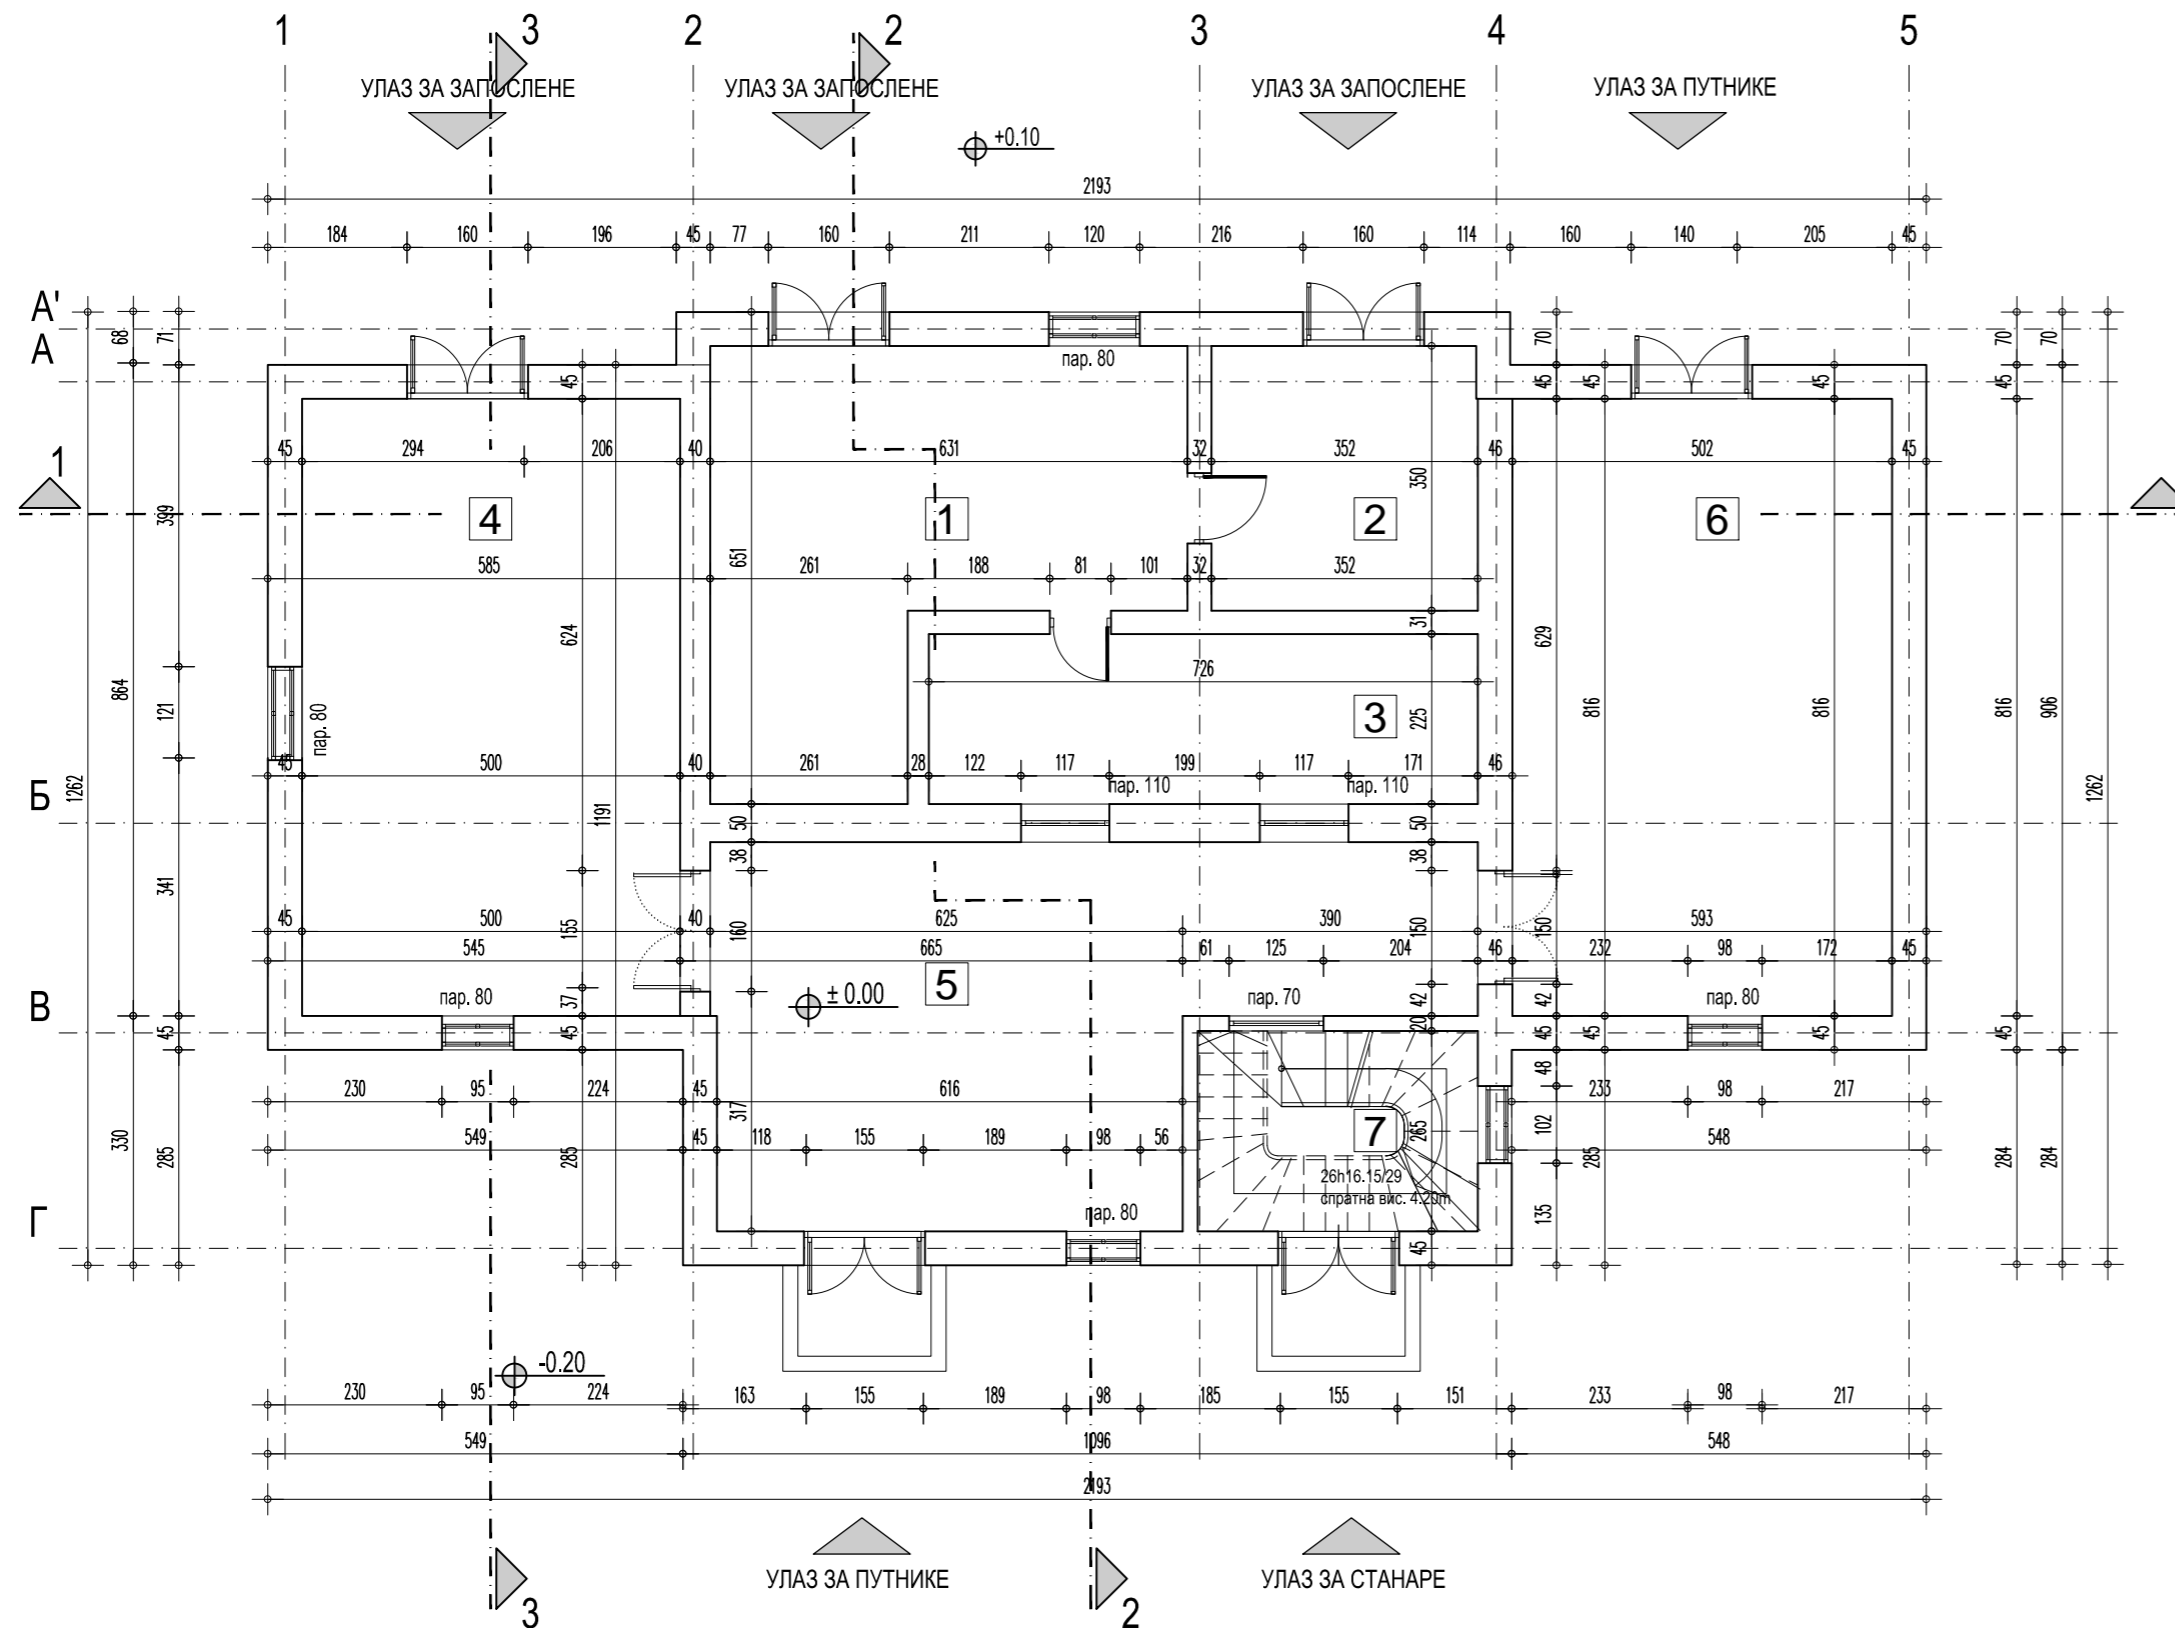 1 3 2 2 3 4 5
УЛАЗ ЗА ЗАПОСЛЕНЕ УЛАЗ ЗА ЗАПОСЛЕНЕ УЛАЗ ЗА ЗАПОСЛЕНЕ УЛАЗ ЗА ПУТНИКЕ
+0.10
2193
184 160 196 45 77 160 211 120 216 160 114 160 140 205 45
А'
А
68 71 70 70 70
пар. 80
45 45 45 45 45
1
45 294 206 40 631 32 352 46 502 45
350
399
4 1 2 6
651
585 261 188 81 101 32 352
31
624 629
726
864 121 816 816 816 906
пар. 80
3
225
45 500 40 261 28 122 117 199 117 171 46
пар. 110 пар. 110
Б
1262 1191 1262
50 50
38 38
341
45 500 40 625 390 593
155 160 150 150
545 665 61 125 204 46 232 98 172 45
5
± 0.00
пар. 80 пар. 70 пар. 80
37 42 42
В
45 45 20 45 45 45 45
48
230 95 224 45 616 233 98 217
317 102
7
265
330 285 549 285 45 118 155 189 98 56 285 548 284 284
26h16.15/29
спратна вис. 4.20m
пар. 80
135
Г
45
-0.20
230 95 224 163 155 189 98 185 155 151 233 98 217
549 1096 548
2193
УЛАЗ ЗА ПУТНИКЕ УЛАЗ ЗА СТАНАРЕ
3 2